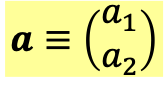 a ≡ (a₁
a₂)